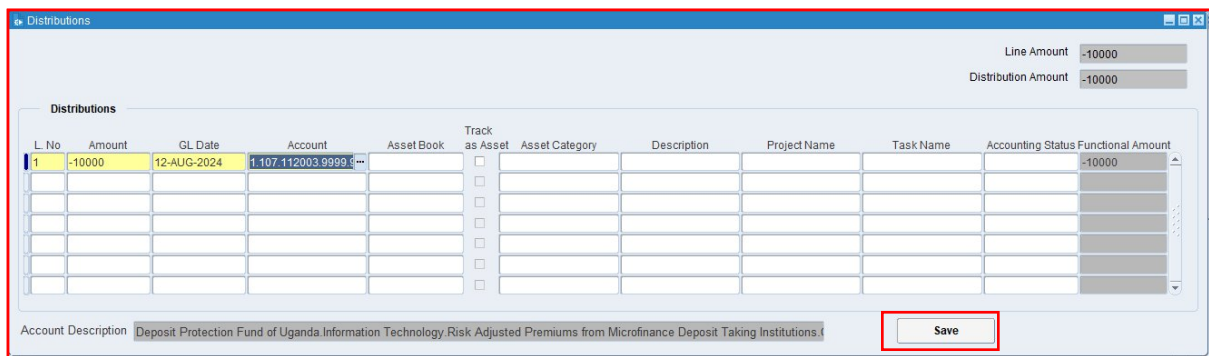 Distributions
Line Amount -10000
Distribution Amount -10000
Distributions
L. No Amount GL Date Account Asset Book Track as Asset Asset Category Description Project Name Task Name Accounting Status Functional Amount
1 -10000 12-AUG-2024 1.107.112003.9999. ... -10000
Account Description Deposit Protection Fund of Uganda.Information Technology.Risk Adjusted Premiums from Microfinance Deposit Taking Institutions. Save